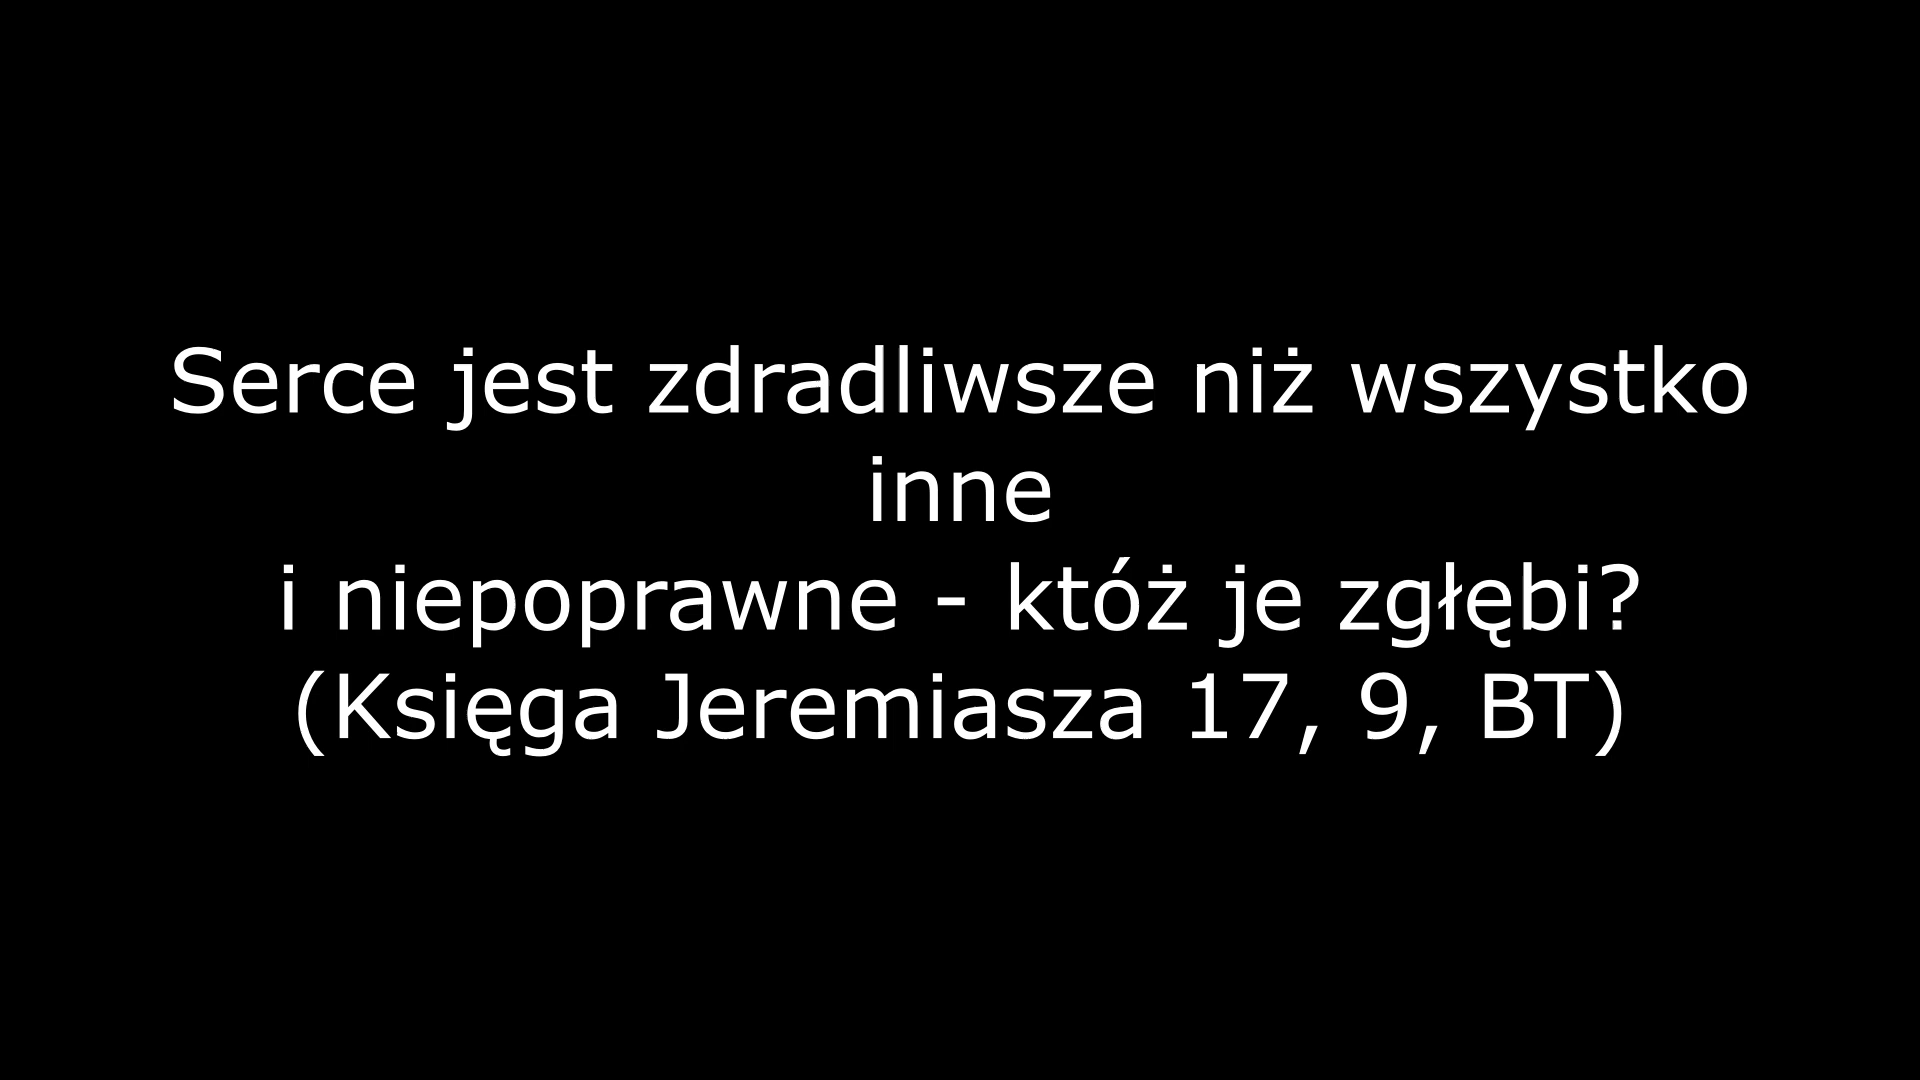 Serce jest zdradliwsze niż wszystko
inne
i niepoprawne - któż je zgłębi?
(Księga Jeremiasza 17, 9, BT)